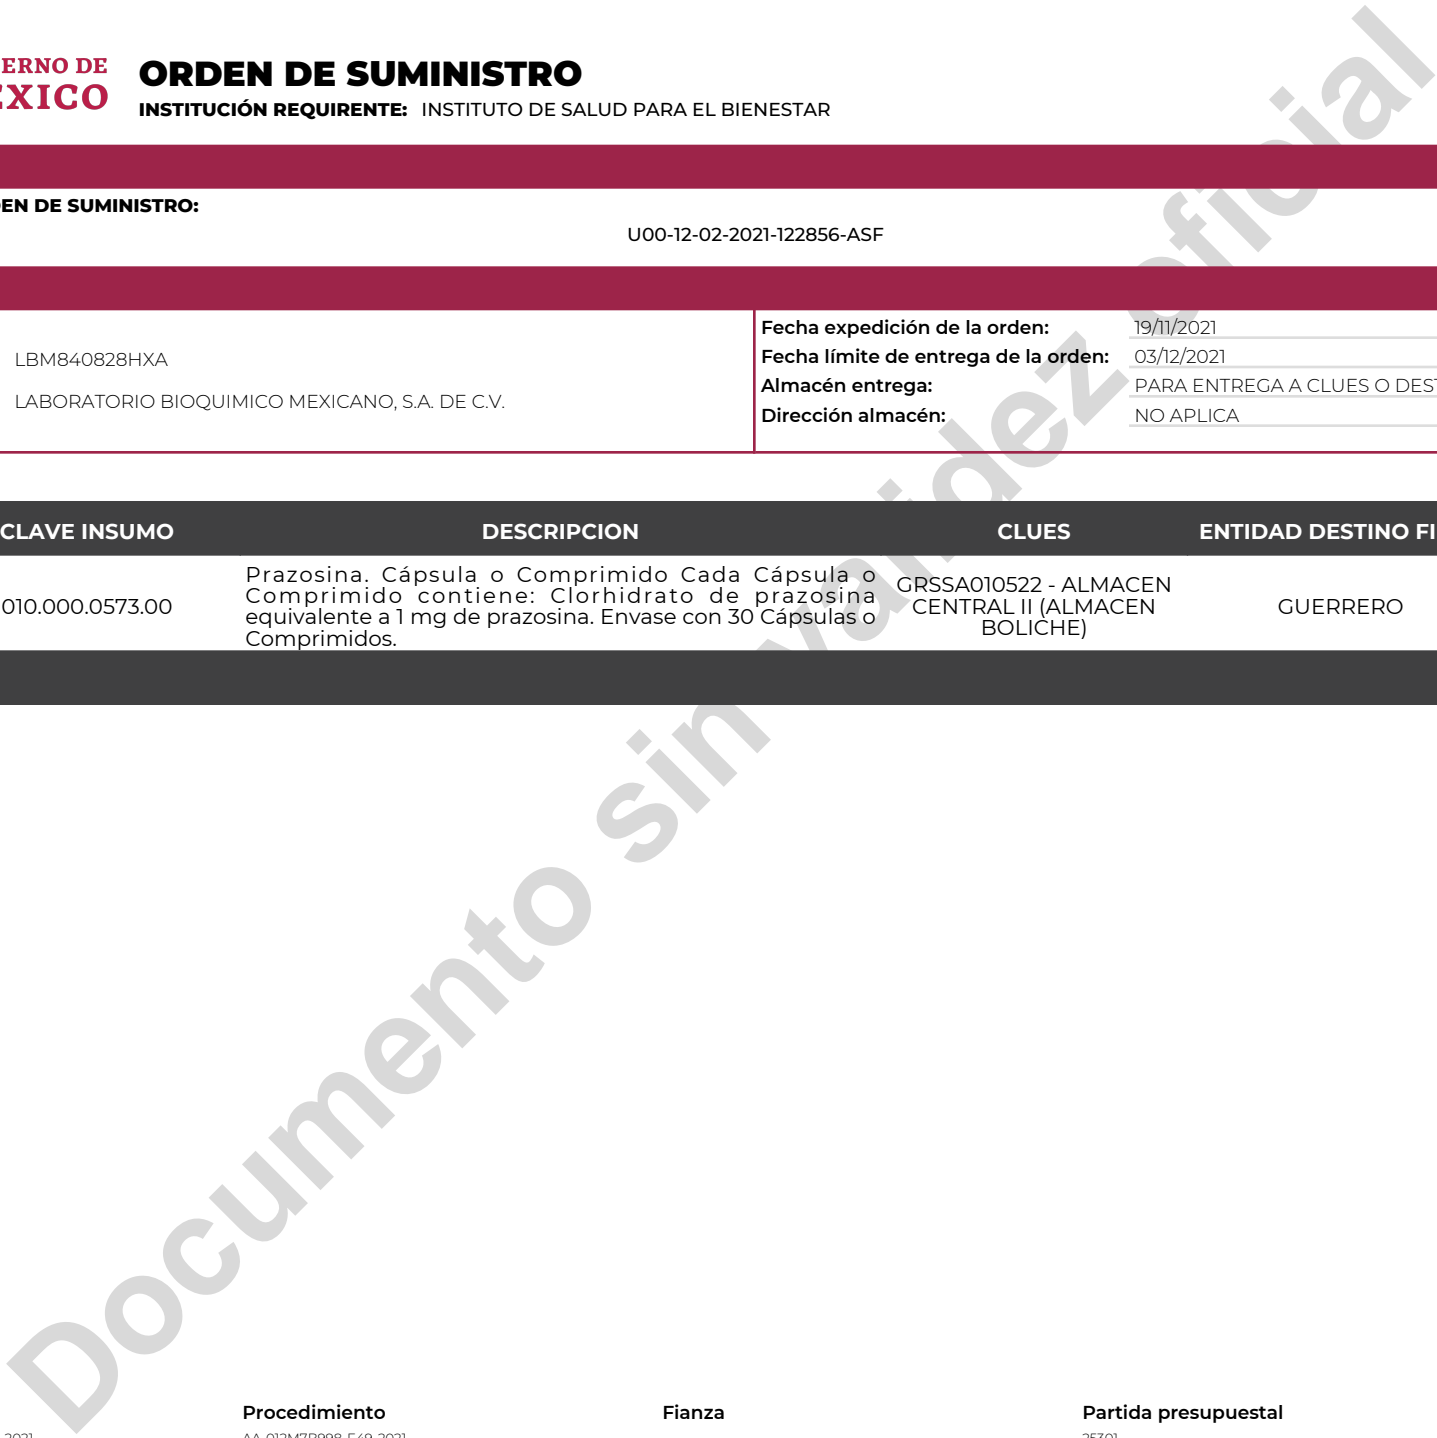 ERNO DE
ORDEN DE SUMINISTRO
INSTITUCIÓN REQUIRENTE: INSTITUTO DE SALUD PARA EL BIENESTAR
EN DE SUMINISTRO:
U00-12-02-2021-122856-ASF
LBM840828HXA
LABORATORIO BIOQUIMICO MEXICANO, S.A. DE C.V.
Fecha expedición de la orden: 19/11/2021
Fecha límite de entrega de la orden: 03/12/2021
Almacén entrega: PARA ENTREGA A CLUES O DEST
Dirección almacén: NO APLICA
CLAVE INSUMO DESCRIPCION CLUES ENTIDAD DESTINO FI
010.000.0573.00
Prazosina. Cápsula o Comprimido Cada Cápsula o
Comprimido contiene: Clorhidrato de prazosina
equivalente a 1 mg de prazosina. Envase con 30 Cápsulas o
Comprimidos.
GRSSA010522 - ALMACEN
CENTRAL II (ALMACEN
BOLICHE)
GUERRERO
Documento sin validez oficial
Procedimiento Fianza Partida presupuestal